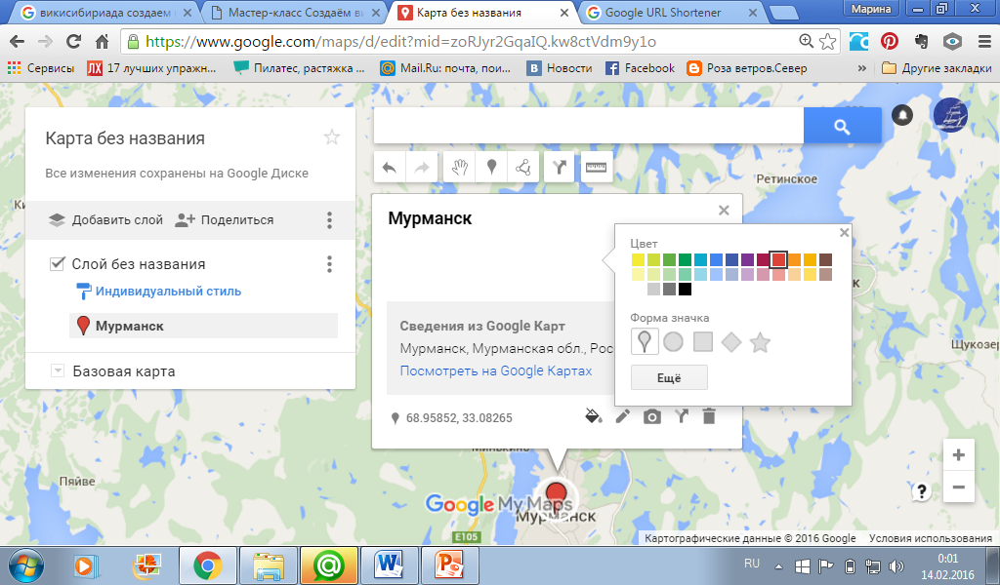 викисибириада создаем
Мастер-класс Создаём ви
Карта без названия
Google URL Shortener
Марина
https://www.google.com/maps/d/edit?mid=zoRJyr2GqaIQ.kw8ctVdm9y1o
Сервисы
17 лучших упражн...
Пилатес, растяжка ...
Mail.Ru: почта, пои...
Новости
Facebook
Роза ветров.Север
»
Другие закладки
Карта без названия
Все изменения сохранены на Google Диске
Добавить слой
Поделиться
Слой без названия
Индивидуальный стиль
Мурманск
Базовая карта
Ретинское
Мурманск
Сведения из Google Карт
Мурманск, Мурманская обл., Рос
Посмотреть на Google Картах
68.95852, 33.08265
Цвет
Форма значка
Ещё
Щукозер
Пяйве
Минькино
Google My Maps
Мурманск
E105
Картографические данные © 2016 Google
Условия использования
RU
0:01
14.02.2016